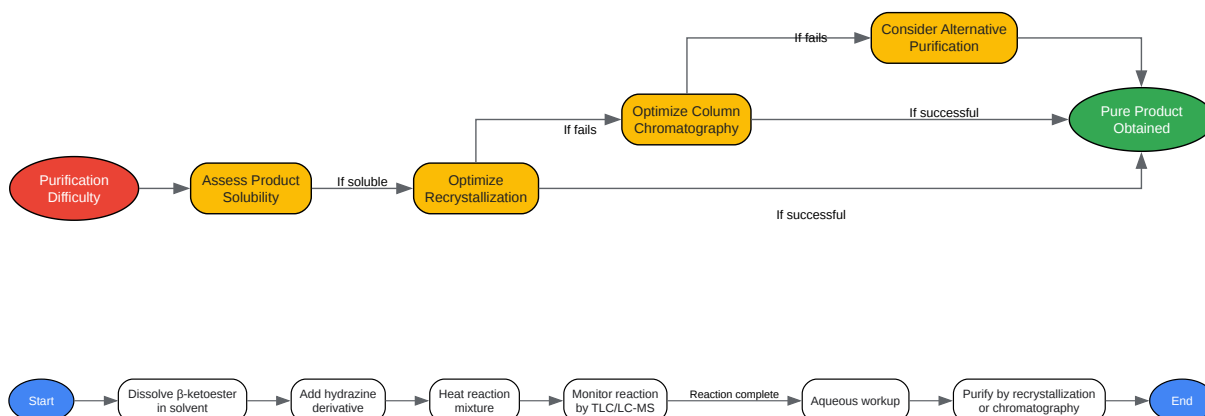 If fails
Consider Alternative
Purification
Optimize Column
Chromatography
If successful
Pure Product
Obtained
If fails
Purification
Difficulty
Assess Product
Solubility
If soluble
Optimize
Recrystallization
If successful
Start
Dissolve β-ketoester
in solvent
Add hydrazine
derivative
Heat reaction
mixture
Monitor reaction
by TLC/LC-MS
Reaction complete
Aqueous workup
Purify by recrystallization
or chromatography
End